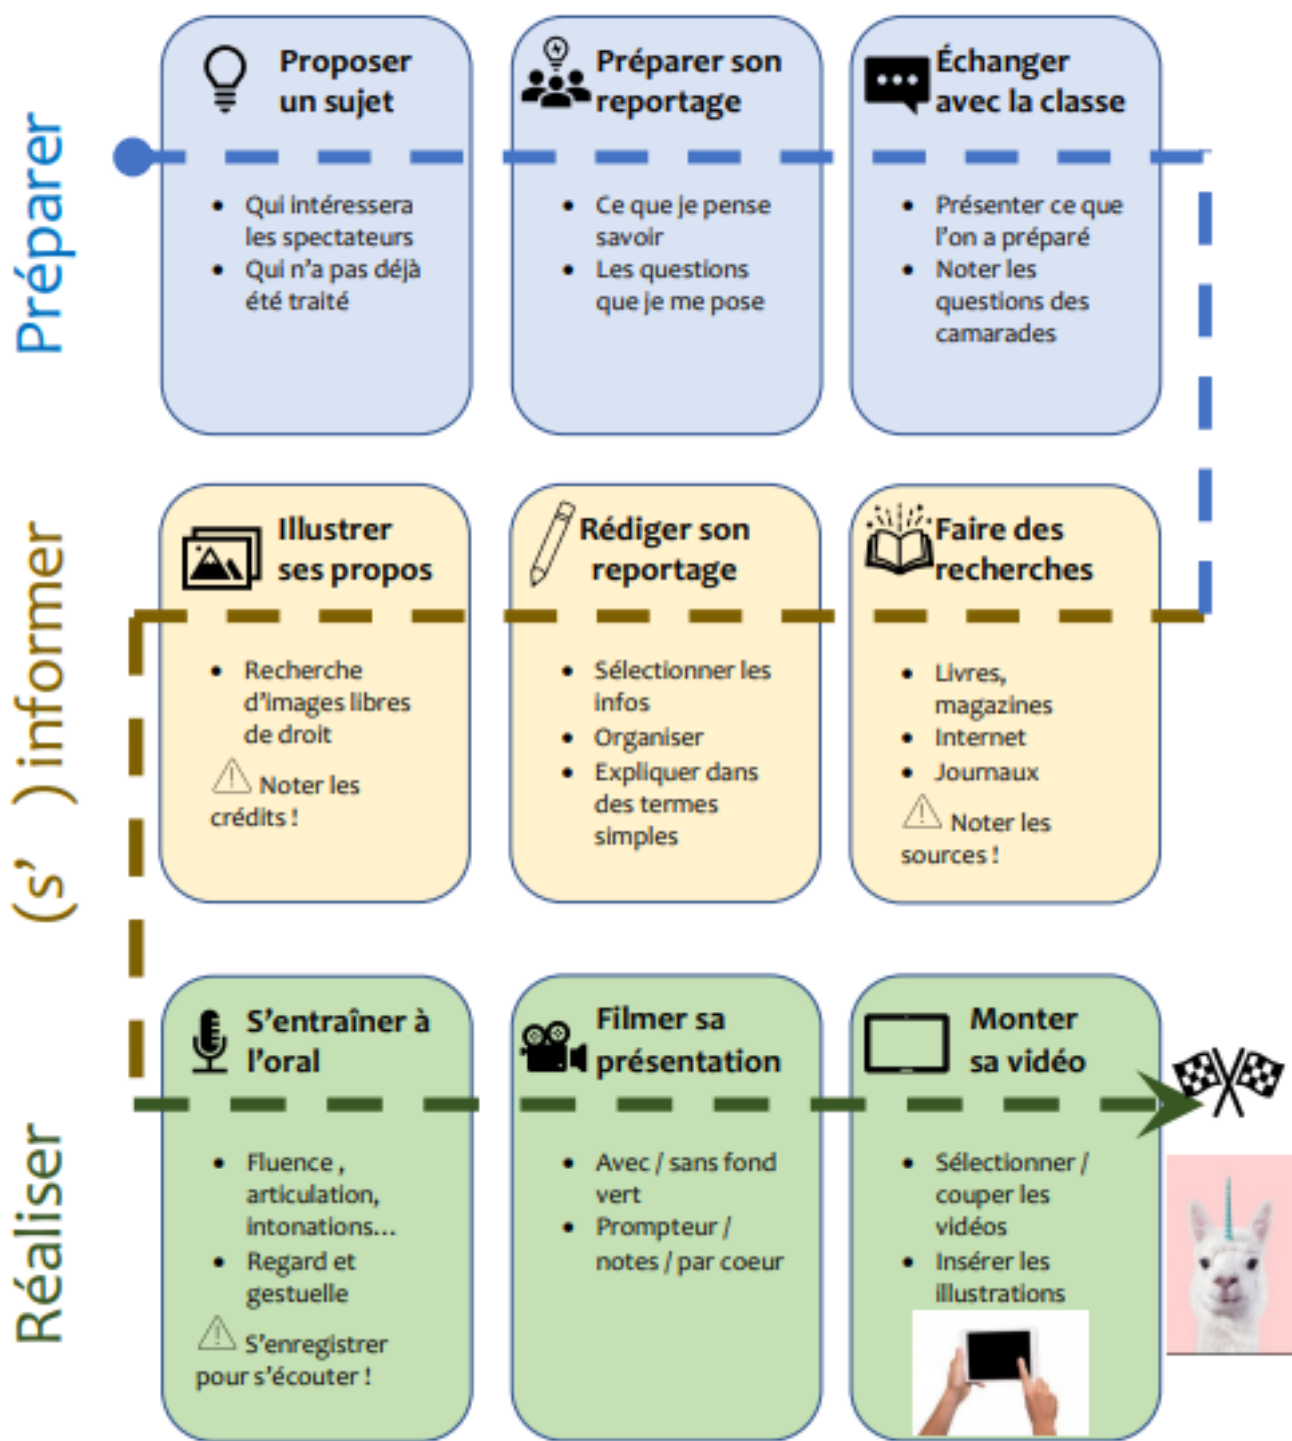 Préparer
Proposer
un sujet
• Qui intéressera
les spectateurs
• Qui n'a pas déjà
été traité
Préparer son
reportage
• Ce que je pense
savoir
• Les questions
que je me pose
Échanger
avec la classe
• Présenter ce que
l'on a préparé
• Noter les
questions des
camarades
(s' ) informer
Illustrer
ses propos
• Recherche
d'images libres
de droit
⚠ Noter les
crédits !
Rédiger son
reportage
• Sélectionner les
infos
• Organiser
• Expliquer dans
des termes
simples
Faire des
recherches
• Livres,
magazines
• Internet
• Journaux
⚠ Noter les
sources !
Réaliser
S'entraîner à
l'oral
• Fluence ,
articulation,
intonations...
• Regard et
gestuelle
⚠ S'enregistrer
pour s'écouter !
Filmer sa
présentation
• Avec / sans fond
vert
• Prompteur /
notes / par coeur
Monter
sa vidéo
• Sélectionner /
couper les
vidéos
• Insérer les
illustrations